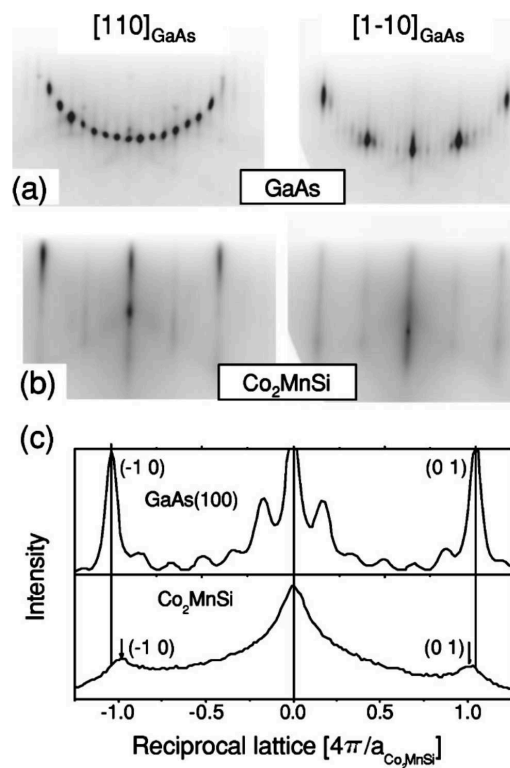 [110]GaAs [1-10]GaAs
(a)
GaAs
(b)
Co2MnSi
(c)
(-1 0) (0 1)
GaAs(100)
Co2MnSi
(-1 0) (0 1)
Intensity
-1.0 -0.5 0.0 0.5 1.0
Reciprocal lattice [4π/aCo2MnSi]